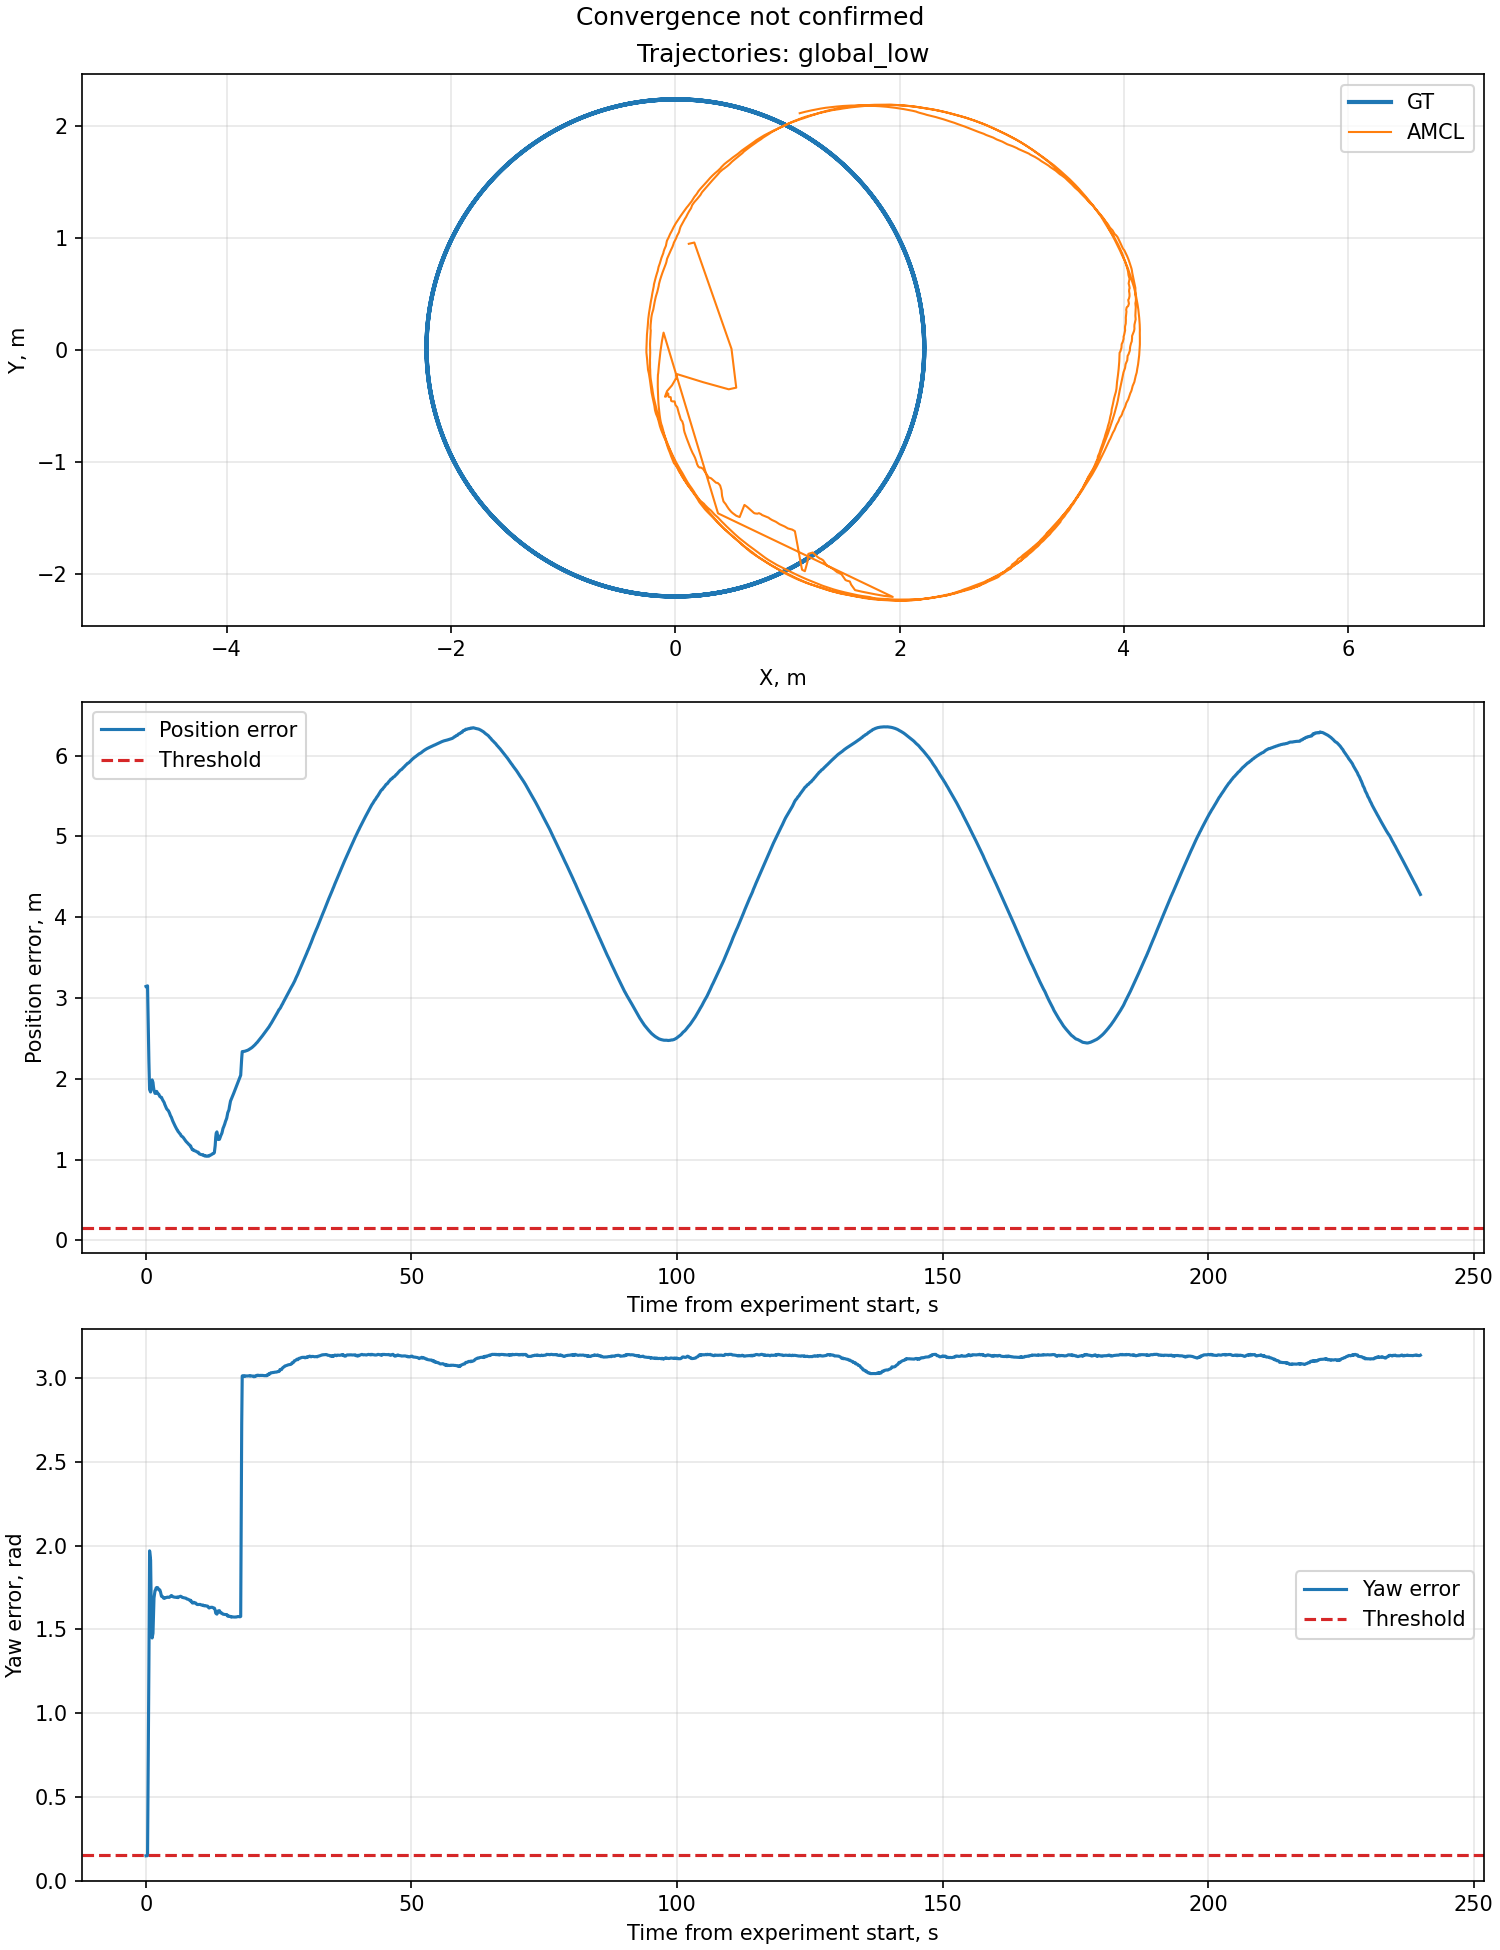 Convergence not confirmed
Trajectories: global_low
GT
AMCL
2
1
0
−1
−2
Y, m
−4
−2
0
2
4
6
X, m
Position error
Threshold
6
5
4
3
2
1
0
Position error, m
0
50
100
150
200
250
Time from experiment start, s
3.0
2.5
2.0
1.5
1.0
0.5
0.0
Yaw error, rad
Yaw error
Threshold
0
50
100
150
200
250
Time from experiment start, s